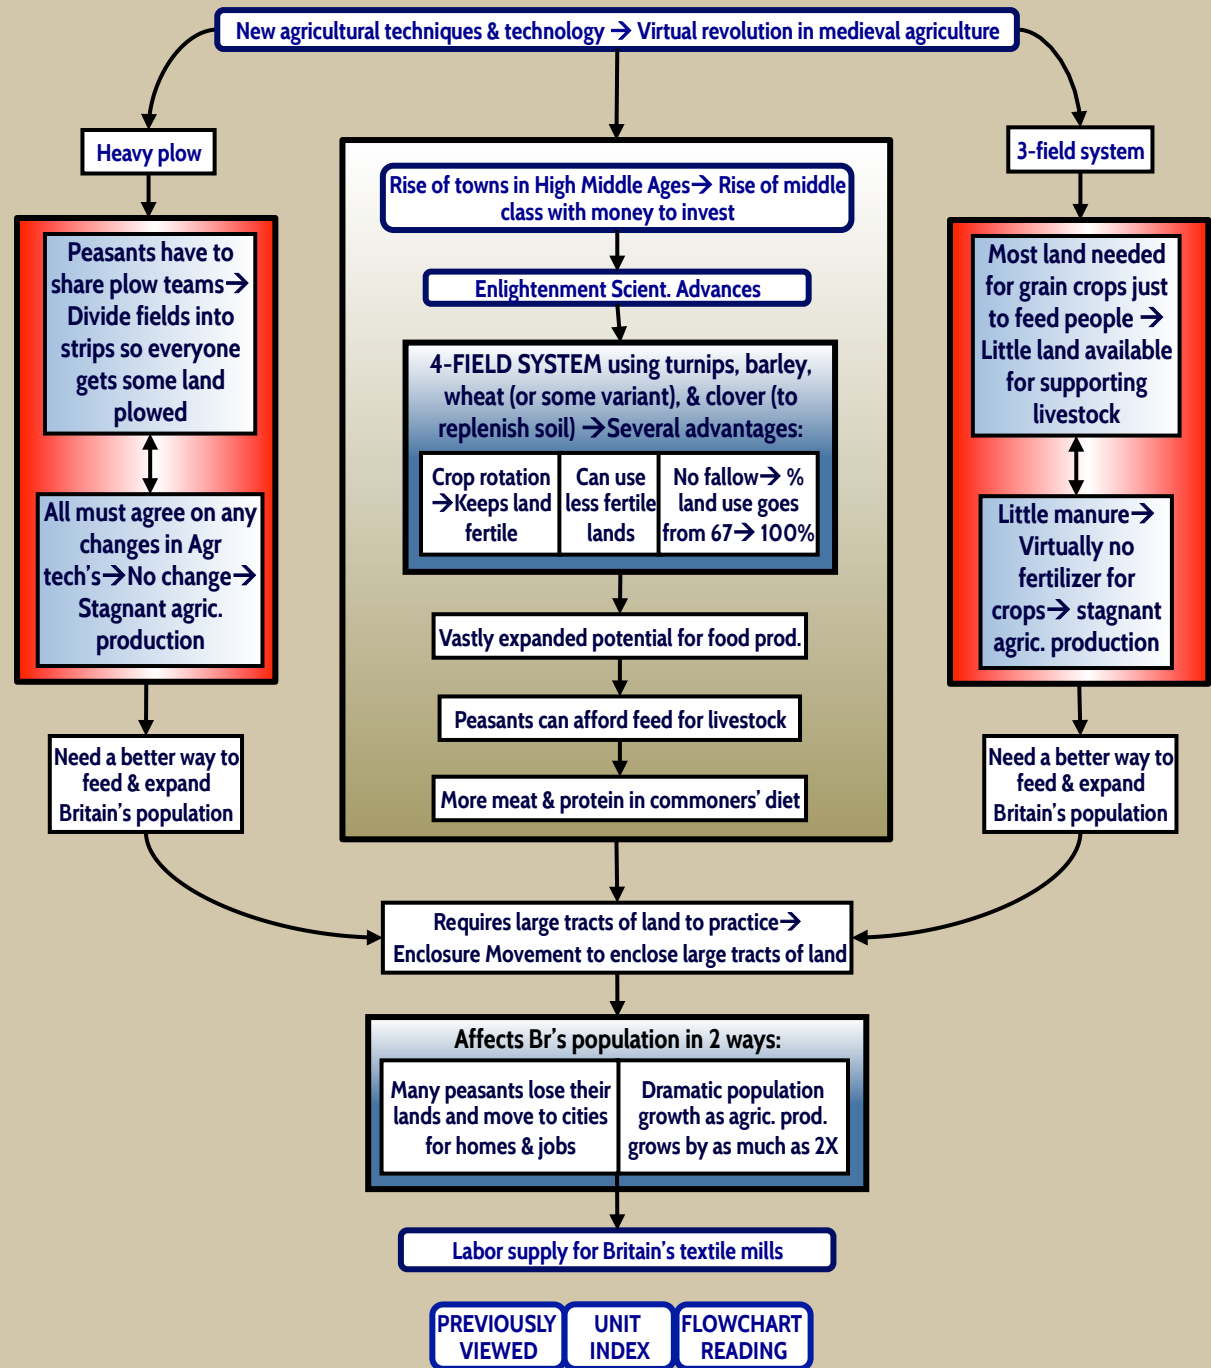 New agricultural techniques & technology → Virtual revolution in medieval agriculture
Heavy plow
3-field system
Peasants have to
share plow teams→
Divide fields into
strips so everyone
gets some land
plowed
All must agree on any
changes in Agr
tech's→No change→
Stagnant agric.
production
Need a better way to
feed & expand
Britain's population
Rise of towns in High Middle Ages→ Rise of middle
class with money to invest
Enlightenment Scient. Advances
4-FIELD SYSTEM using turnips, barley,
wheat (or some variant), & clover (to
replenish soil) →Several advantages:
Crop rotation
→Keeps land
fertile
Can use
less fertile
lands
No fallow→ %
land use goes
from 67→ 100%
Vastly expanded potential for food prod.
Peasants can afford feed for livestock
More meat & protein in commoners' diet
Most land needed
for grain crops just
to feed people →
Little land available
for supporting
livestock
Little manure→
Virtually no
fertilizer for
crops→ stagnant
agric. production
Need a better way to
feed & expand
Britain's population
Requires large tracts of land to practice→
Enclosure Movement to enclose large tracts of land
Affects Br's population in 2 ways:
Many peasants lose their
lands and move to cities
for homes & jobs
Dramatic population
growth as agric. prod.
grows by as much as 2X
Labor supply for Britain's textile mills
PREVIOUSLY
VIEWED
UNIT
INDEX
FLOWCHART
READING